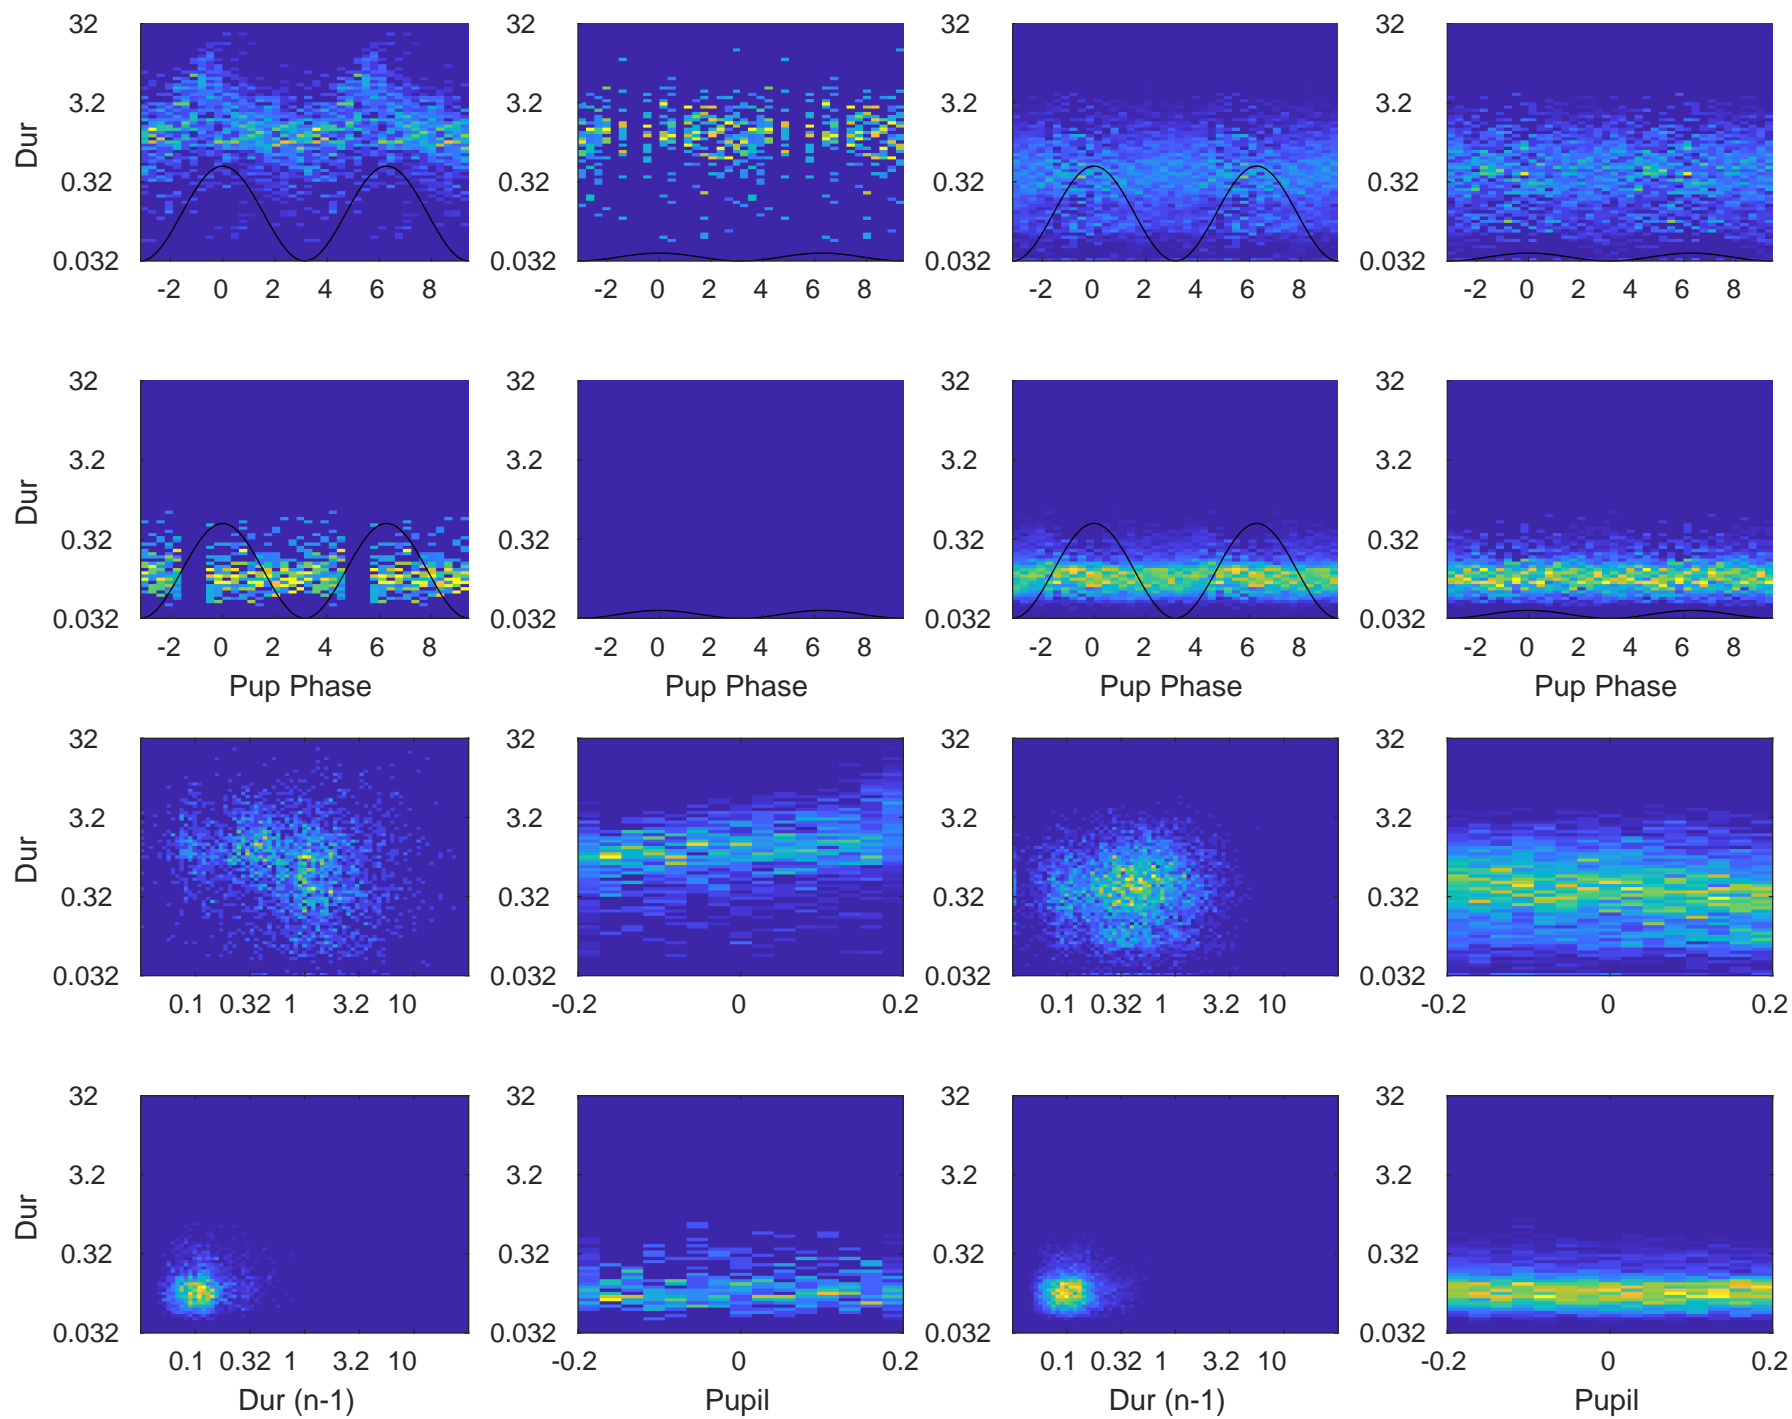 32 32 32 32
Dur 3.2 3.2 3.2 3.2
0.32 0.32 0.32 0.32
0.032 0.032 0.032 0.032
-2 0 2 4 6 8 -2 0 2 4 6 8 -2 0 2 4 6 8 -2 0 2 4 6 8
32 32 32 32
3.2 3.2 3.2 3.2
Dur 0.32 0.32 0.32 0.32
0.032 0.032 0.032 0.032
-2 0 2 4 6 8 -2 0 2 4 6 8 -2 0 2 4 6 8 -2 0 2 4 6 8
Pup Phase Pup Phase Pup Phase Pup Phase
32 32 32 32
3.2 3.2 3.2 3.2
Dur 0.32 0.32 0.32 0.32
0.032 0.032 0.032 0.032
0.1 0.32 1 3.2 10 -0.2 0 0.2 0.1 0.32 1 3.2 10 -0.2 0 0.2
32 32 32 32
3.2 3.2 3.2 3.2
Dur 0.32 0.32 0.32 0.32
0.032 0.032 0.032 0.032
0.1 0.32 1 3.2 10 -0.2 0 0.2 0.1 0.32 1 3.2 10 -0.2 0 0.2
Dur (n-1) Pupil Dur (n-1) Pupil